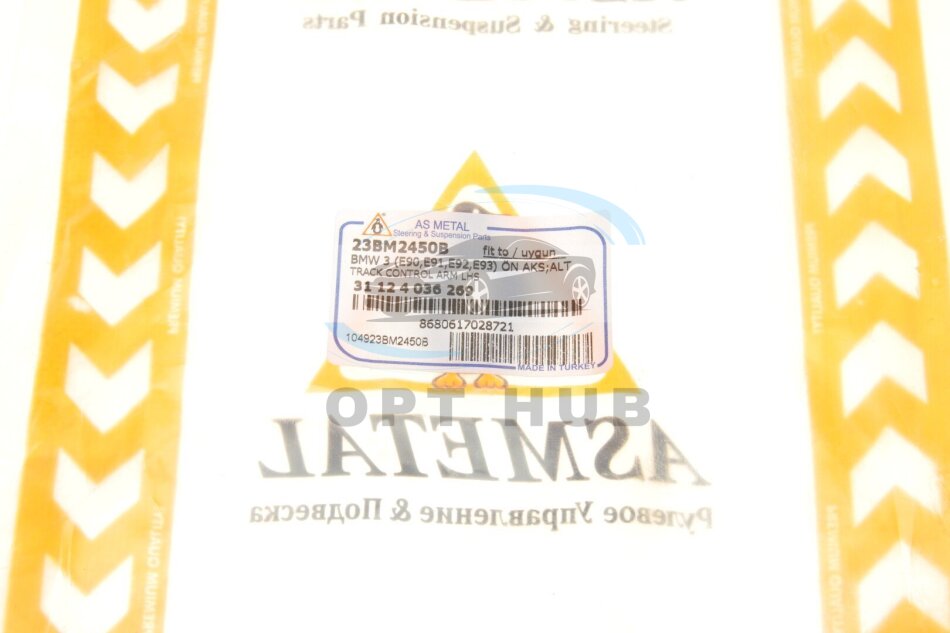 Steering & Suspension Parts
AS METAL
Steering & Suspension Parts
23BM2450B
fit to / uygun
BMW 3 (E90,E91,E92,E93) ÖN AKS;ALT
TRACK CONTROL ARM LHS
31 12 4 036 269
8680617028721
104923BM2450B
MADE IN TURKEY
OPT HUB
ASMETAL
Рулевое Управление & Подвеска